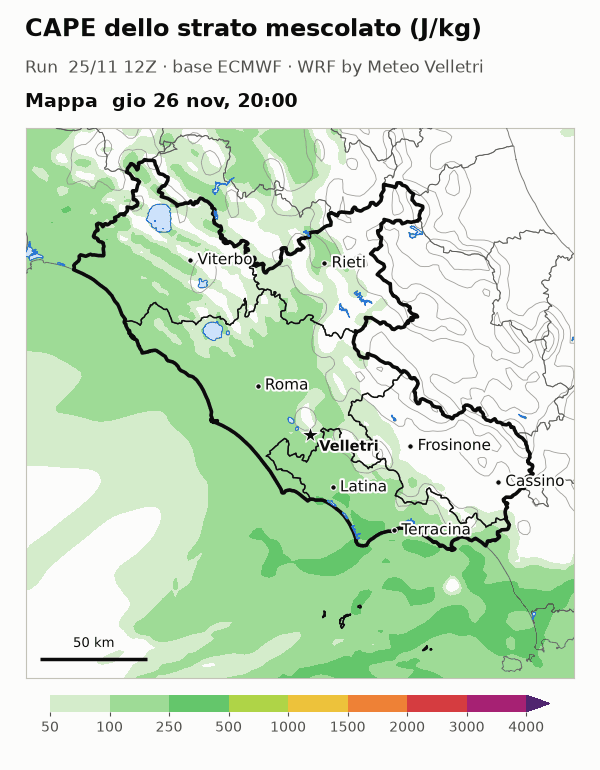 CAPE dello strato mescolato (J/kg)
Run  25/11 12Z · base ECMWF · WRF by Meteo Velletri
Mappa  gio 26 nov, 20:00
Viterbo
Rieti
Roma
Velletri
Frosinone
Cassino
Latina
Terracina
50 km
50 100 250 500 1000 1500 2000 3000 4000